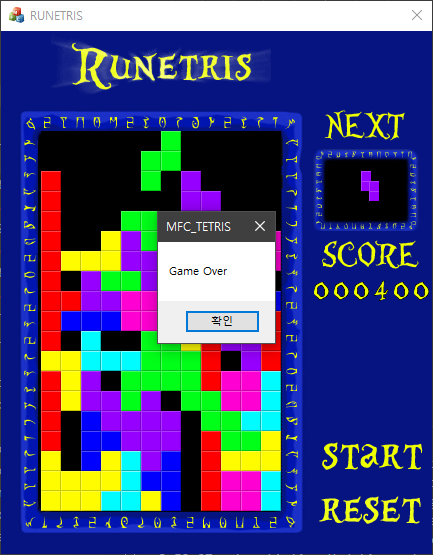 RUNETRIS
RUNETRIS
NEXT
MFC_TETRIS
Game Over
확인
SCORE
000400
START
RESET